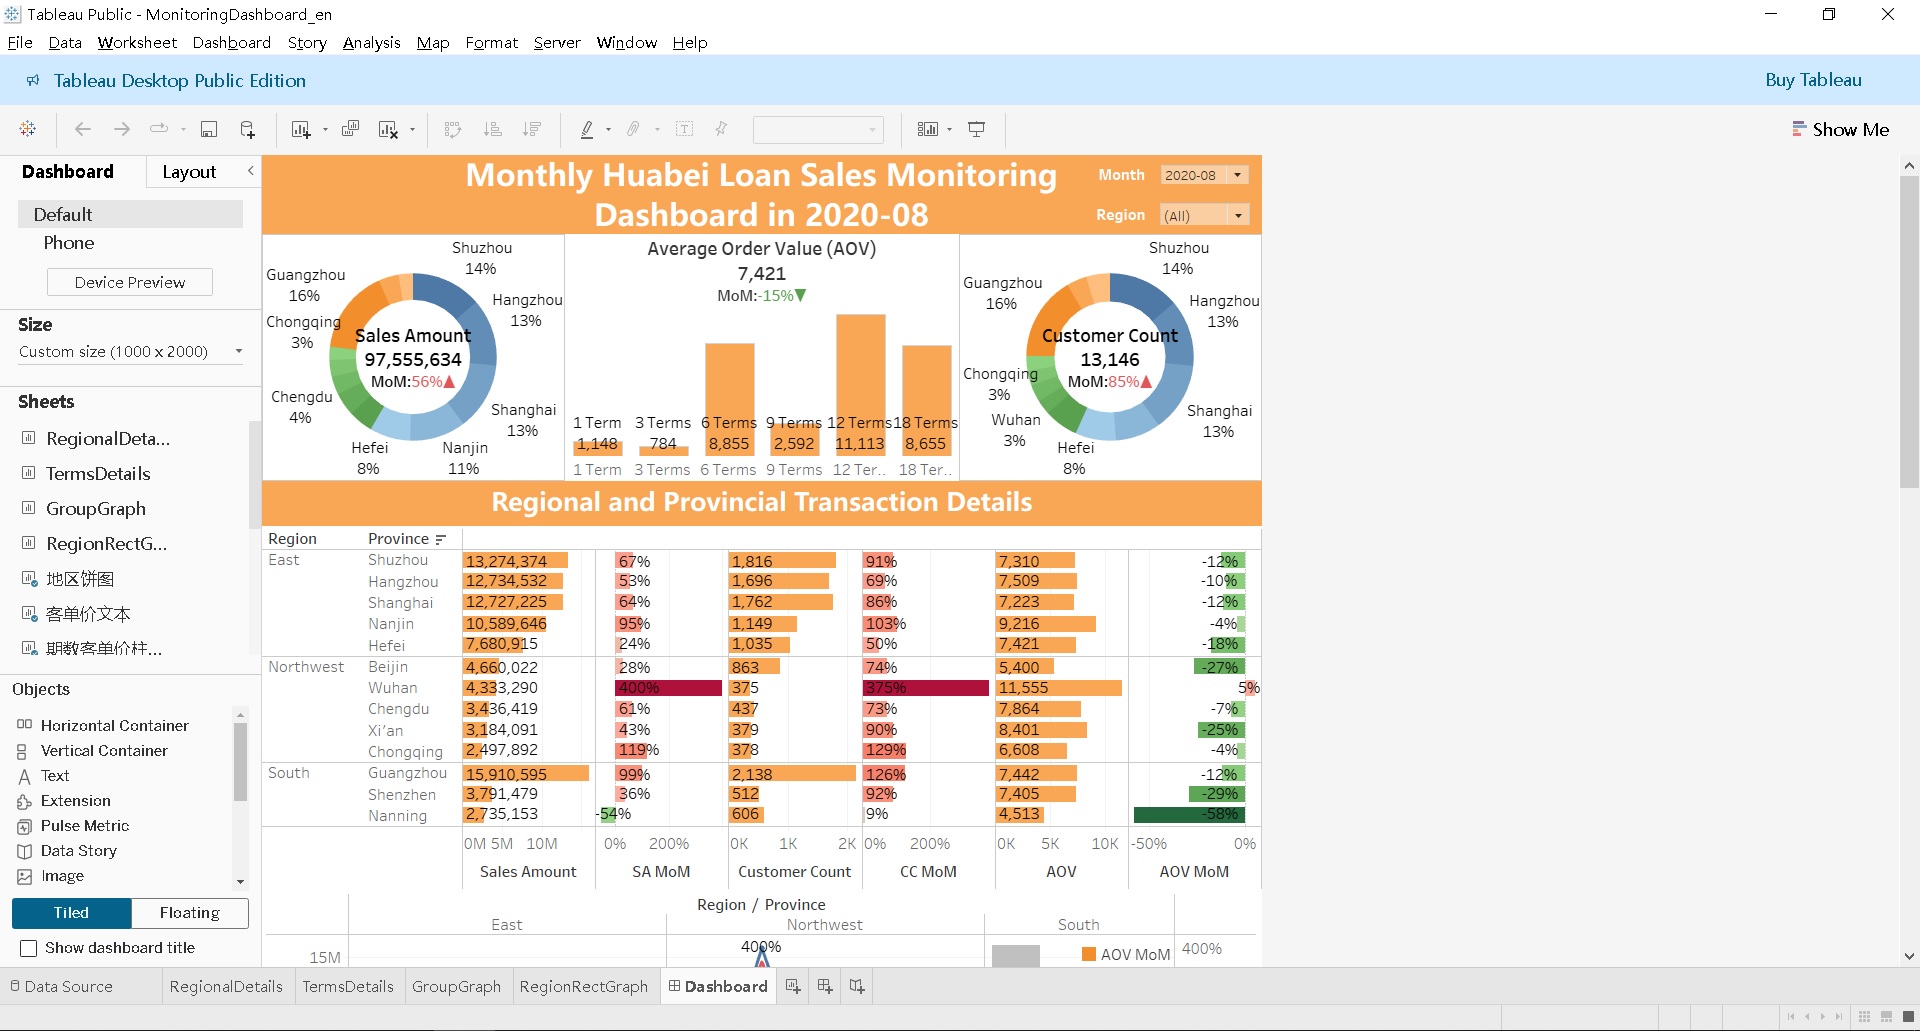 Tableau Public - MonitoringDashboard_en
File Data Worksheet Dashboard Story Analysis Map Format Server Window Help
Tableau Desktop Public Edition
Buy Tableau
Show Me
Dashboard Layout
Default
Phone
Device Preview
Size
Custom size (1000 x 2000)
Sheets
RegionalDeta...
TermsDetails
GroupGraph
RegionRectG...
地区饼图
客单价文本
期数客单价柱...
Objects
Horizontal Container
Vertical Container
Text
Extension
Pulse Metric
Data Story
Image
Tiled Floating
Show dashboard title
Monthly Huabei Loan Sales Monitoring
Dashboard in 2020-08
Month 2020-08
Region (All)
Shuzhou
14%
Hangzhou
13%
Shanghai
13%
Nanjin
11%
Hefei
8%
Chengdu
4%
Chongqing
3%
Guangzhou
16%
Sales Amount
97,555,634
MoM:56%▲
Average Order Value (AOV)
7,421
MoM:-15%▼
1 Term 3 Terms 6 Terms 9 Terms 12 Terms 18 Terms
1,148 784 8,855 2,592 11,113 8,655
1 Term 3 Terms 6 Terms 9 Terms 12 Ter.. 18 Ter..
Shuzhou
14%
Hangzhou
13%
Shanghai
13%
Hefei
8%
Wuhan
3%
Chongqing
3%
Guangzhou
16%
Customer Count
13,146
MoM:85%▲
Regional and Provincial Transaction Details
Region Province
East Shuzhou 13,274,374 67% 1,816 91% 7,310 -12%
Hangzhou 12,734,532 53% 1,696 69% 7,509 -10%
Shanghai 12,727,225 64% 1,762 86% 7,223 -12%
Nanjin 10,589,646 95% 1,149 103% 9,216 -4%
Hefei 7,680,915 24% 1,035 50% 7,421 -18%
Northwest Beijin 4,660,022 28% 863 74% 5,400 -27%
Wuhan 4,333,290 400% 375 375% 11,555 5%
Chengdu 3,436,419 61% 437 73% 7,864 -7%
Xi'an 3,184,091 43% 379 90% 8,401 -25%
Chongqing 2,497,892 119% 378 129% 6,608 -4%
South Guangzhou 15,910,595 99% 2,138 126% 7,442 -12%
Shenzhen 3,791,479 36% 512 92% 7,405 -29%
Nanning 2,735,153 -54% 606 9% 4,513 -58%
0M 5M 10M 0% 200% 0K 1K 2K 0% 200% 0K 5K 10K -50% 0%
Sales Amount SA MoM Customer Count CC MoM AOV AOV MoM
Region / Province
East Northwest South
15M 400% AOV MoM 400%
Data Source RegionalDetails TermsDetails GroupGraph RegionRectGraph Dashboard